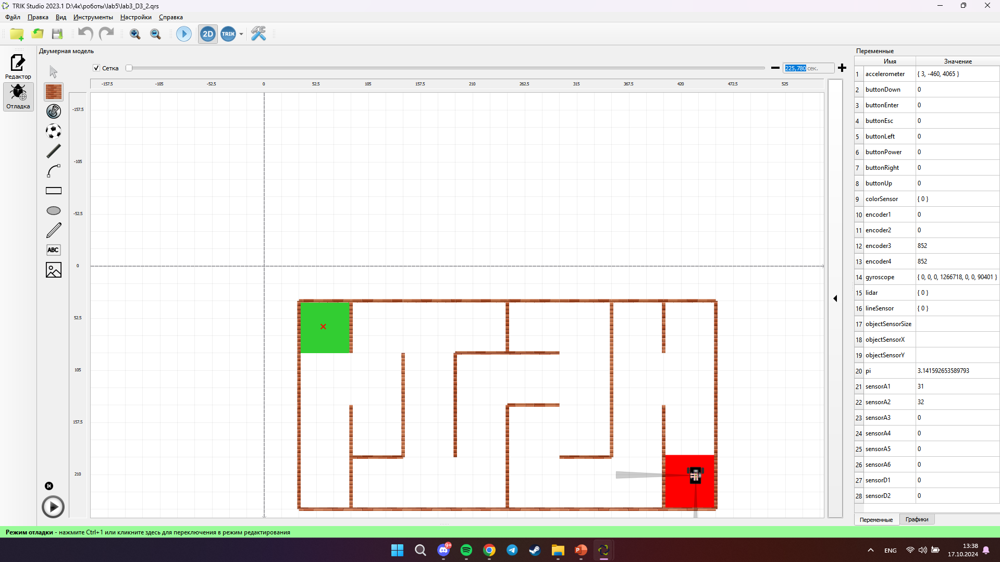 TRIK Studio 2023.1 D:\4к\роботы\lab5\lab3_D3_2.qrs
Файл Правка Вид Инструменты Настройки Справка
2D TRIK
Двумерная модель
Переменные
Редактор
Отладка
Сетка
225,780 сек.
-157.5 -105 -52.5 0 52.5 105 157.5 210 262.5 315 367.5 420 472.5 525
-157.5
-105
-52.5
0
52.5
105
157.5
210
ABC
Имя Значение
1 accelerometer { 3, -460, 4065 }
2 buttonDown 0
3 buttonEnter 0
4 buttonEsc 0
5 buttonLeft 0
6 buttonPower 0
7 buttonRight 0
8 buttonUp 0
9 colorSensor { 0 }
10 encoder1 0
11 encoder2 0
12 encoder3 852
13 encoder4 852
14 gyroscope { 0, 0, 0, 1266718, 0, 0, 90401 }
15 lidar { 0 }
16 lineSensor { 0 }
17 objectSensorSize
18 objectSensorX
19 objectSensorY
20 pi 3.141592653589793
21 sensorA1 31
22 sensorA2 32
23 sensorA3 0
24 sensorA4 0
25 sensorA5 0
26 sensorA6 0
27 sensorD1 0
28 sensorD2 0
Переменные Графики
Режим отладки - нажмите Ctrl+1 или кликните здесь для переключения в режим редактирования
9+
ENG
13:38
17.10.2024